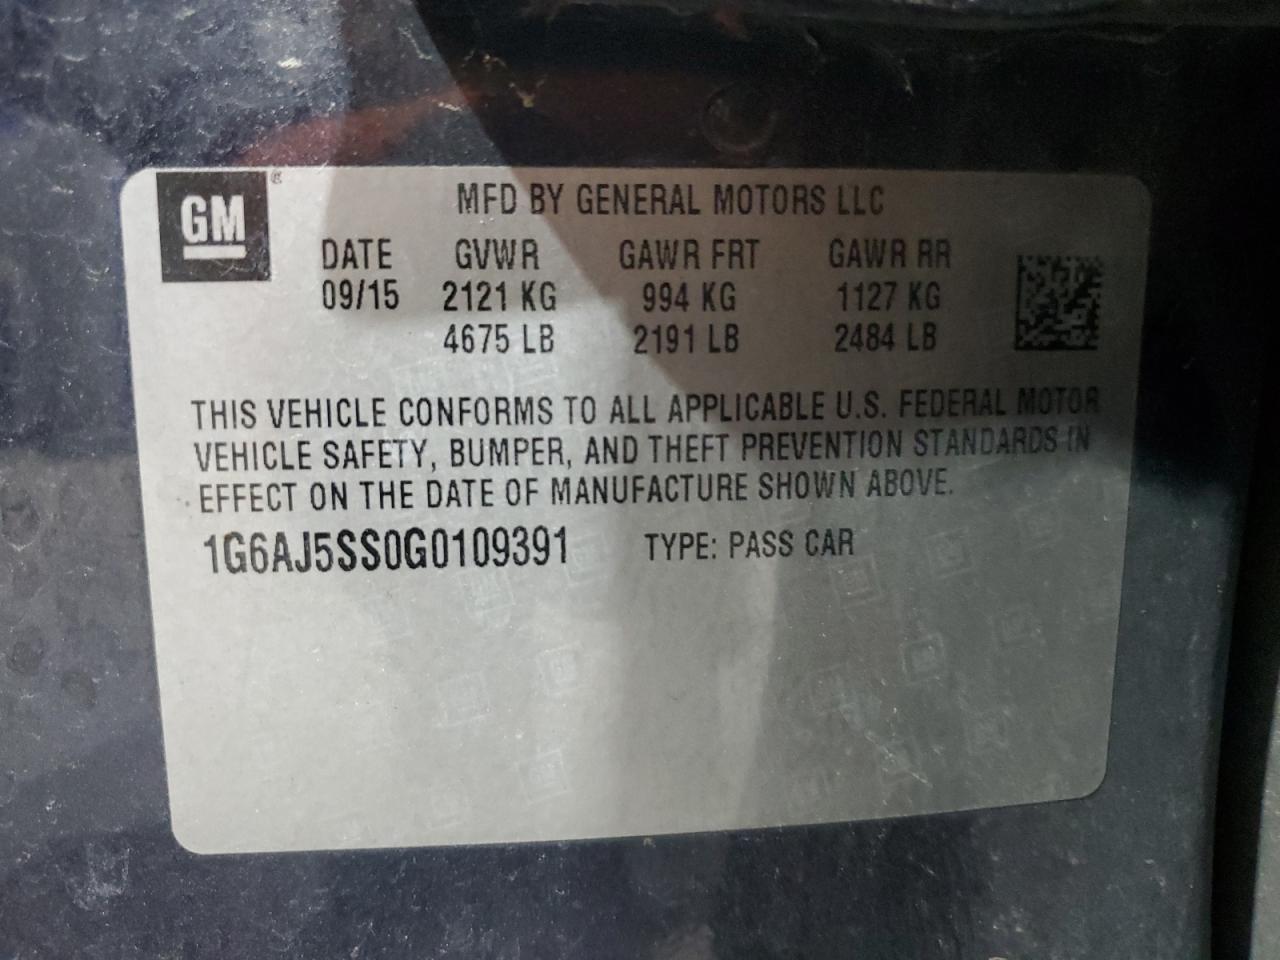 GM ®
MFD BY GENERAL MOTORS LLC
DATE GVWR GAWR FRT GAWR RR
09/15 2121 KG 994 KG 1127 KG
4675 LB 2191 LB 2484 LB
THIS VEHICLE CONFORMS TO ALL APPLICABLE U.S. FEDERAL MOTOR
VEHICLE SAFETY, BUMPER, AND THEFT PREVENTION STANDARDS IN
EFFECT ON THE DATE OF MANUFACTURE SHOWN ABOVE.
1G6AJ5SS0G0109391 TYPE: PASS CAR